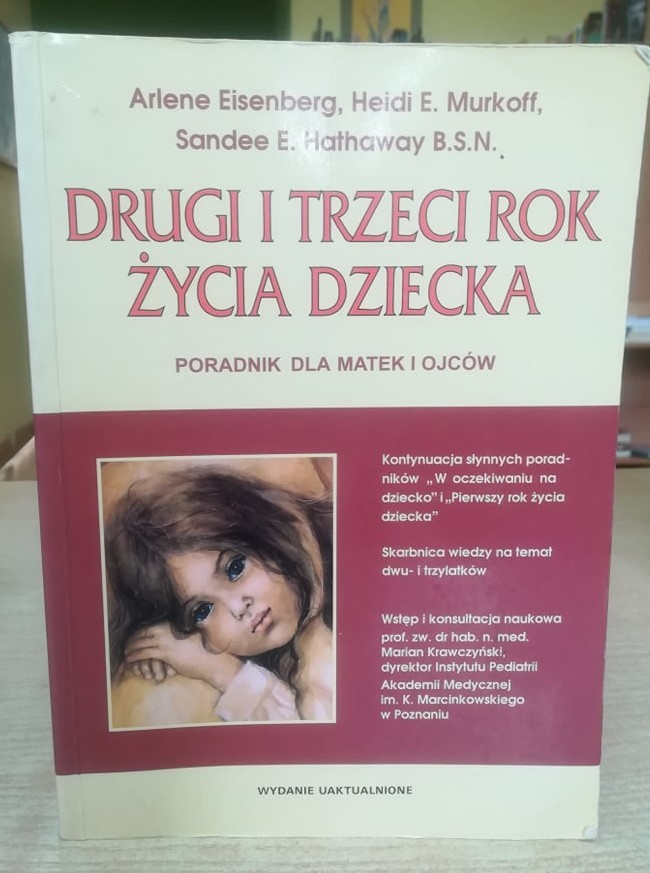 Arlene Eisenberg, Heidi E. Murkoff,
Sandee E. Hathaway B.S.N.
DRUGI I TRZECI ROK
ŻYCIA DZIECKA
PORADNIK DLA MATEK I OJCÓW
Kontynuacja słynnych porad-
ników „W oczekiwaniu na
dziecko" i „Pierwszy rok życia
dziecka"
Skarbnica wiedzy na temat
dwu- i trzylatków
Wstęp i konsultacja naukowa
prof. zw. dr hab. n. med.
Marian Krawczyński,
dyrektor Instytutu Pediatrii
Akademii Medycznej
im. K. Marcinkowskiego
w Poznaniu
WYDANIE UAKTUALNIONE